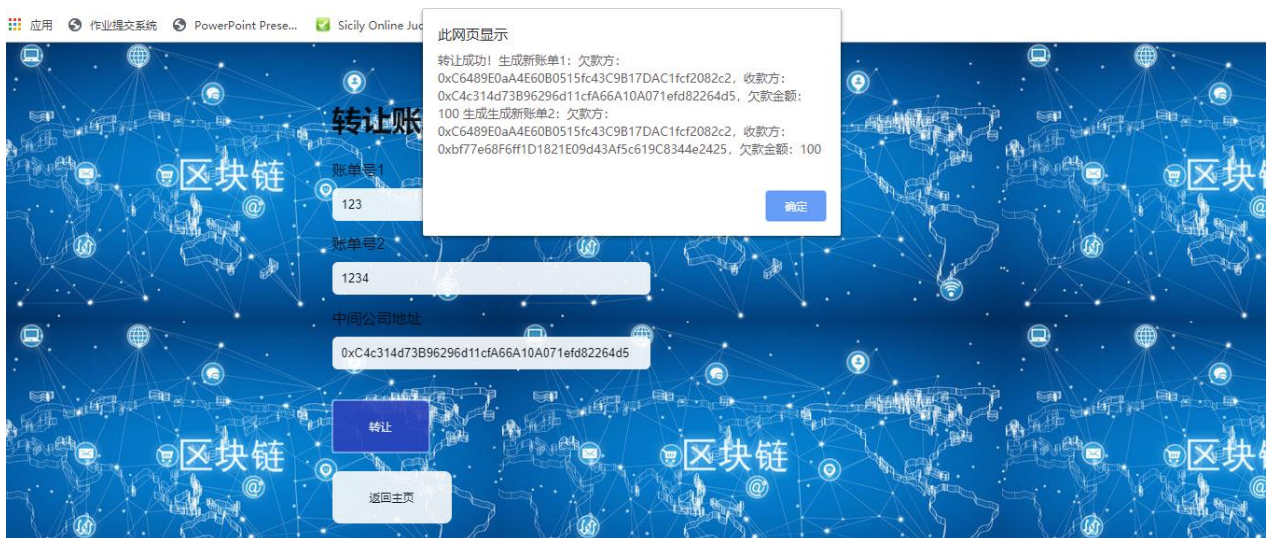 应用 作业提交系统 PowerPoint Prese... Sicily Online Juc
此网页显示
转让成功！生成新账单1：欠款方：
0xC6489E0aA4E60B0515fc43C9B17DAC1fcf2082c2，收款方：
0xC4c314d73B96296d11cfA66A10A071efd82264d5，欠款金额：
100 生成生成新账单2：欠款方：
0xC6489E0aA4E60B0515fc43C9B17DAC1fcf2082c2，收款方：
0xbf77e68F6ff1D1821E09d43Af5c619C8344e2425，欠款金额：100
确定
转让账
账单号1
123
账单号2
1234
中间公司地址
0xC4c314d73B96296d11cfA66A10A071efd82264d5
转让
返回主页
区块链
区块
区块链
区块链
区块